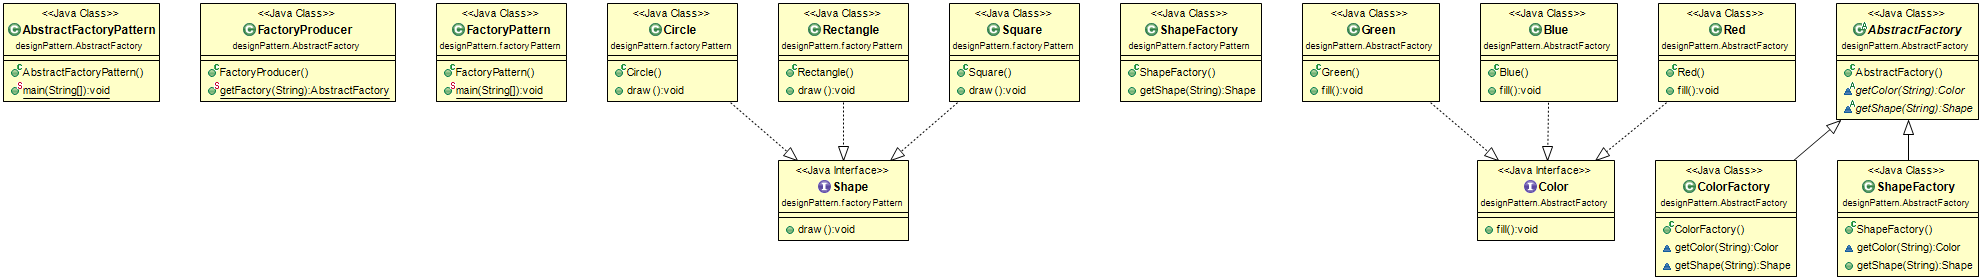 <<Java Class>>
AbstractFactoryPattern
designPattern.AbstractFactory
AbstractFactoryPattern()
main(String[]):void
<<Java Class>>
FactoryProducer
designPattern.AbstractFactory
FactoryProducer()
getFactory(String):AbstractFactory
<<Java Class>>
FactoryPattern
designPattern.factoryPattern
FactoryPattern()
main(String[]):void
<<Java Class>>
Circle
designPattern.factoryPattern
Circle()
draw():void
<<Java Class>>
Rectangle
designPattern.factoryPattern
Rectangle()
draw():void
<<Java Class>>
Square
designPattern.factoryPattern
Square()
draw():void
<<Java Class>>
ShapeFactory
designPattern.factoryPattern
ShapeFactory()
getShape(String):Shape
<<Java Class>>
Green
designPattern.AbstractFactory
Green()
fill():void
<<Java Class>>
Blue
designPattern.AbstractFactory
Blue()
fill():void
<<Java Class>>
Red
designPattern.AbstractFactory
Red()
fill():void
<<Java Class>>
AbstractFactory
designPattern.AbstractFactory
AbstractFactory()
getColor(String):Color
getShape(String):Shape
<<Java Interface>>
Shape
designPattern.factoryPattern
draw():void
<<Java Interface>>
Color
designPattern.AbstractFactory
fill():void
<<Java Class>>
ColorFactory
designPattern.AbstractFactory
ColorFactory()
getColor(String):Color
getShape(String):Shape
<<Java Class>>
ShapeFactory
designPattern.AbstractFactory
ShapeFactory()
getColor(String):Color
getShape(String):Shape